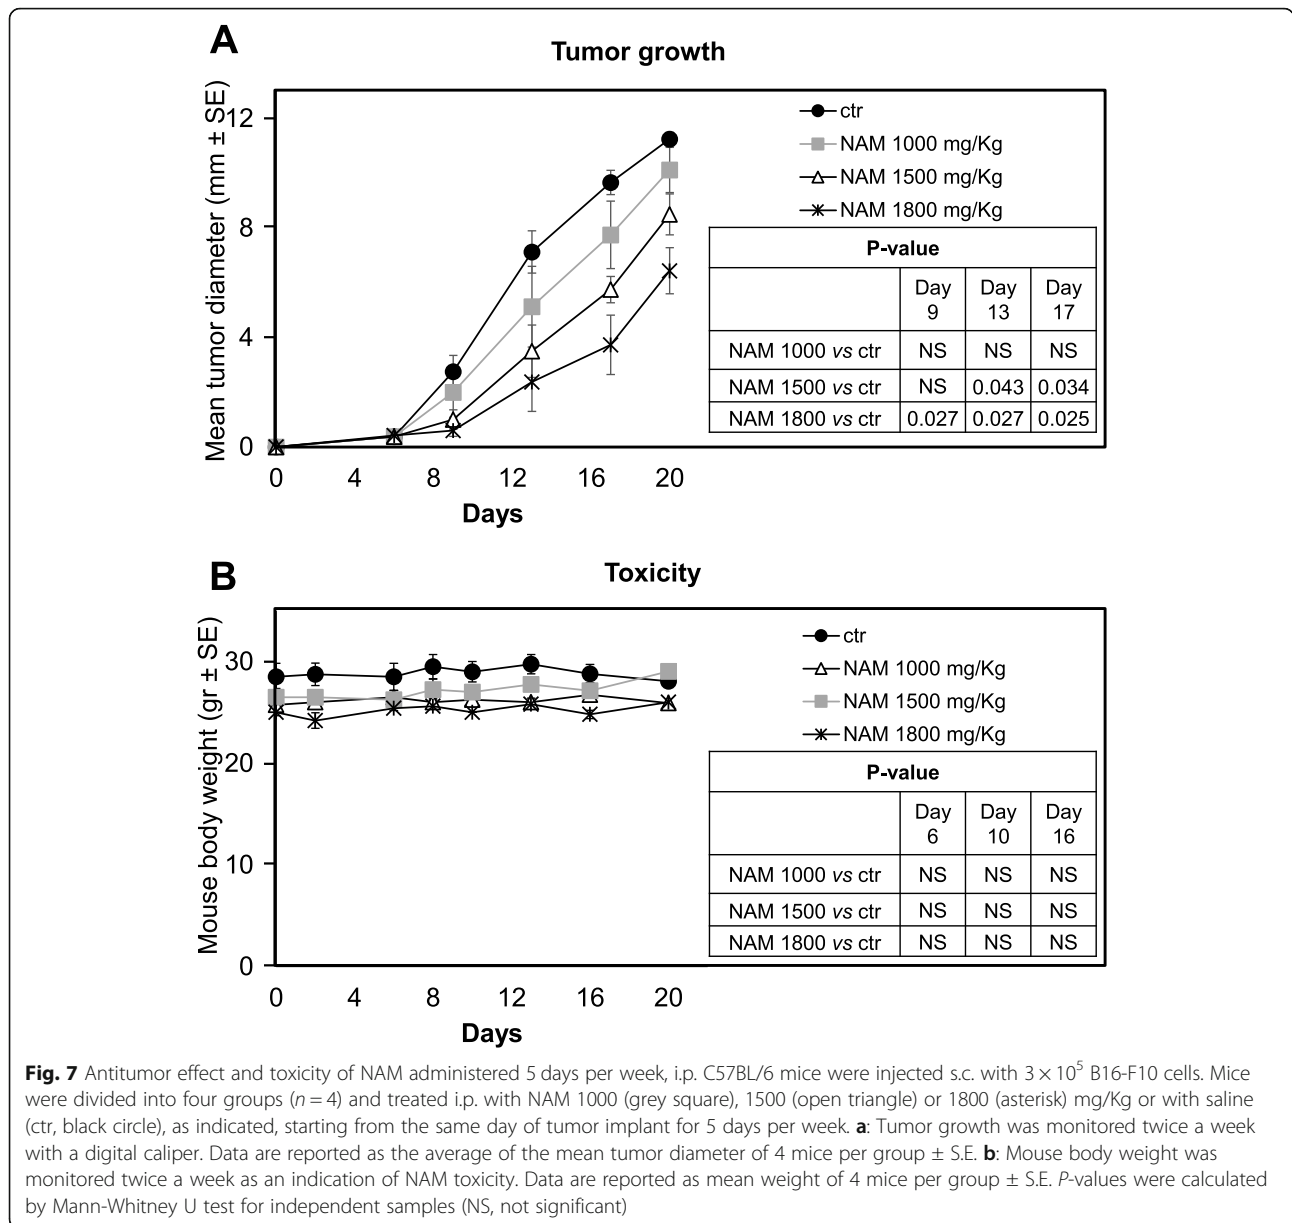 A
Tumor growth
Mean tumor diameter (mm ± SE)
12
8
4
0
0 4 8 12 16 20
Days
ctr
NAM 1000 mg/Kg
NAM 1500 mg/Kg
NAM 1800 mg/Kg
P-value
Day 9 Day 13 Day 17
NAM 1000 vs ctr NS NS NS
NAM 1500 vs ctr NS 0.043 0.034
NAM 1800 vs ctr 0.027 0.027 0.025
B
Toxicity
Mouse body weight (gr ± SE)
30
20
10
0
0 4 8 12 16 20
Days
ctr
NAM 1000 mg/Kg
NAM 1500 mg/Kg
NAM 1800 mg/Kg
P-value
Day 6 Day 10 Day 16
NAM 1000 vs ctr NS NS NS
NAM 1500 vs ctr NS NS NS
NAM 1800 vs ctr NS NS NS
Fig. 7 Antitumor effect and toxicity of NAM administered 5 days per week, i.p. C57BL/6 mice were injected s.c. with 3 × 10⁵ B16-F10 cells. Mice
were divided into four groups (n = 4) and treated i.p. with NAM 1000 (grey square), 1500 (open triangle) or 1800 (asterisk) mg/Kg or with saline
(ctr, black circle), as indicated, starting from the same day of tumor implant for 5 days per week. a: Tumor growth was monitored twice a week
with a digital caliper. Data are reported as the average of the mean tumor diameter of 4 mice per group ± S.E. b: Mouse body weight was
monitored twice a week as an indication of NAM toxicity. Data are reported as mean weight of 4 mice per group ± S.E. P-values were calculated
by Mann-Whitney U test for independent samples (NS, not significant)